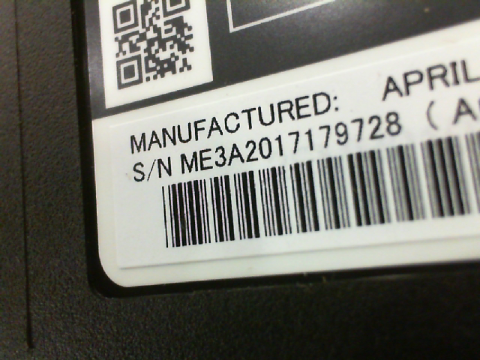 MANUFACTURED: APRIL
S/N ME3A2017179728 ( A